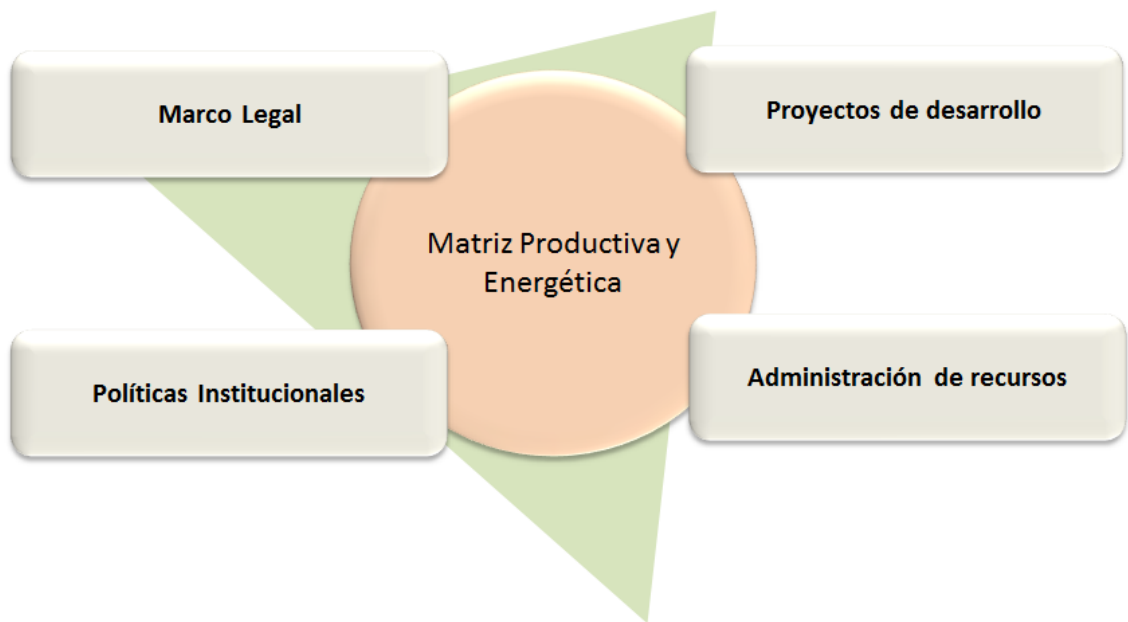 Marco Legal
Proyectos de desarrollo
Matriz Productiva y
Energética
Políticas Institucionales
Administración de recursos